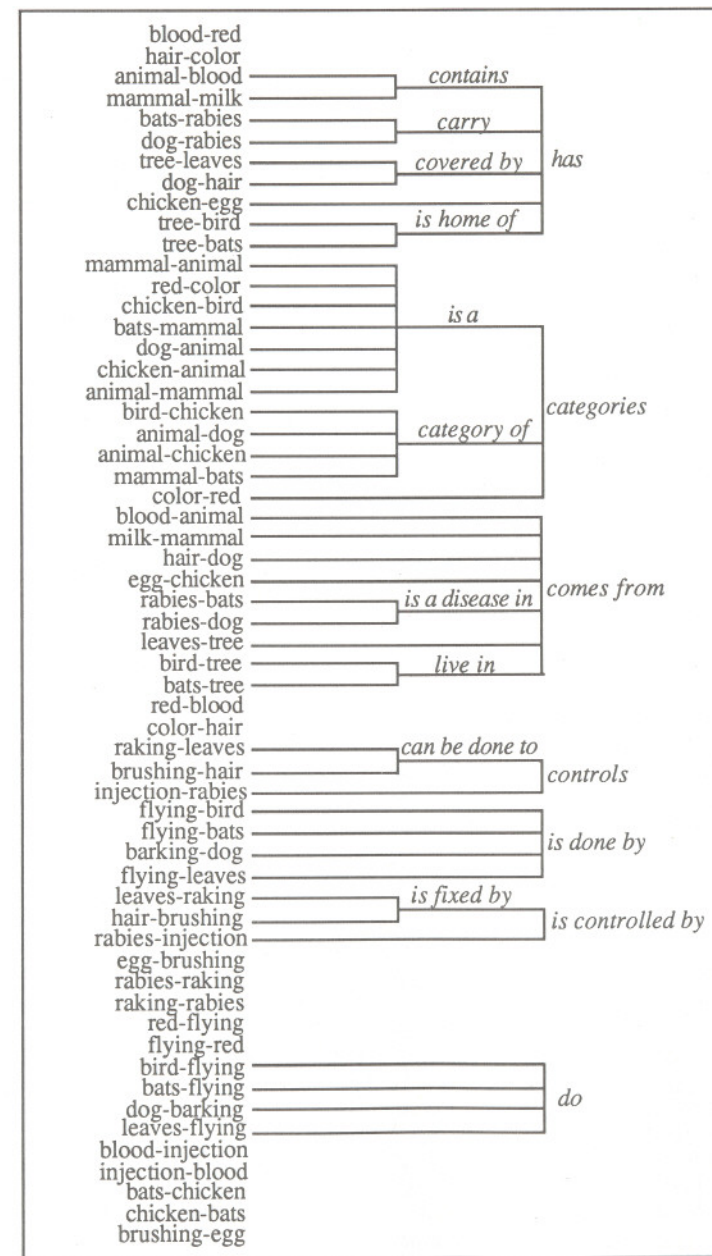 blood-red
hair-color
animal-blood
contains
mammal-milk
bats-rabies
carry
dog-rabies
tree-leaves
covered by
has
dog-hair
chicken-egg
tree-bird
is home of
tree-bats
mammal-animal
red-color
chicken-bird
is a
bats-mammal
dog-animal
chicken-animal
animal-mammal
categories
bird-chicken
animal-dog
category of
animal-chicken
mammal-bats
color-red
blood-animal
milk-mammal
hair-dog
egg-chicken
comes from
rabies-bats
is a disease in
rabies-dog
leaves-tree
bird-tree
live in
bats-tree
red-blood
color-hair
raking-leaves
can be done to
brushing-hair
controls
injection-rabies
flying-bird
flying-bats
is done by
barking-dog
flying-leaves
leaves-raking
is fixed by
hair-brushing
is controlled by
rabies-injection
egg-brushing
rabies-raking
raking-rabies
red-flying
flying-red
bird-flying
bats-flying
do
dog-barking
leaves-flying
blood-injection
injection-blood
bats-chicken
chicken-bats
brushing-egg